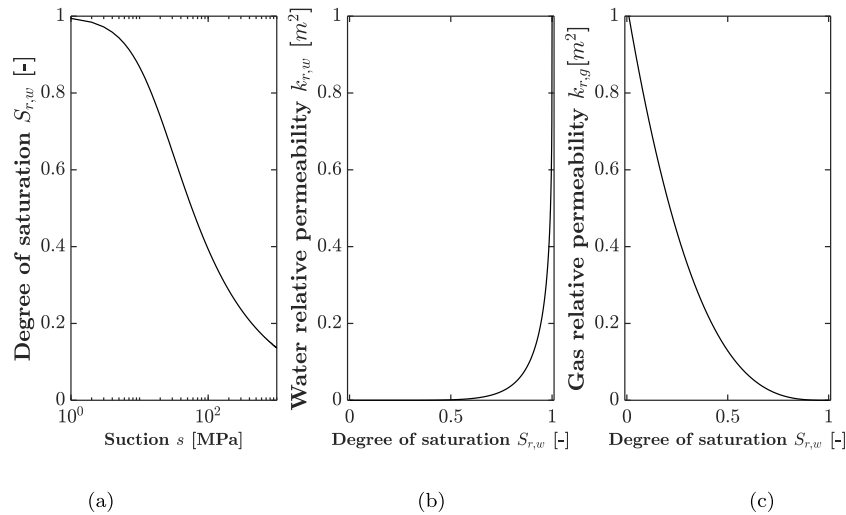 Degree of saturation S_{r,w} [-]
1
0.8
0.6
0.4
0.2
0
10^0
10^2
Suction s [MPa]
(a)
Water relative permeability k_{r,w} [m^2]
1
0.8
0.6
0.4
0.2
0
0
0.5
1
Degree of saturation S_{r,w} [-]
(b)
Gas relative permeability k_{r,g} [m^2]
1
0.8
0.6
0.4
0.2
0
0
0.5
1
Degree of saturation S_{r,w} [-]
(c)